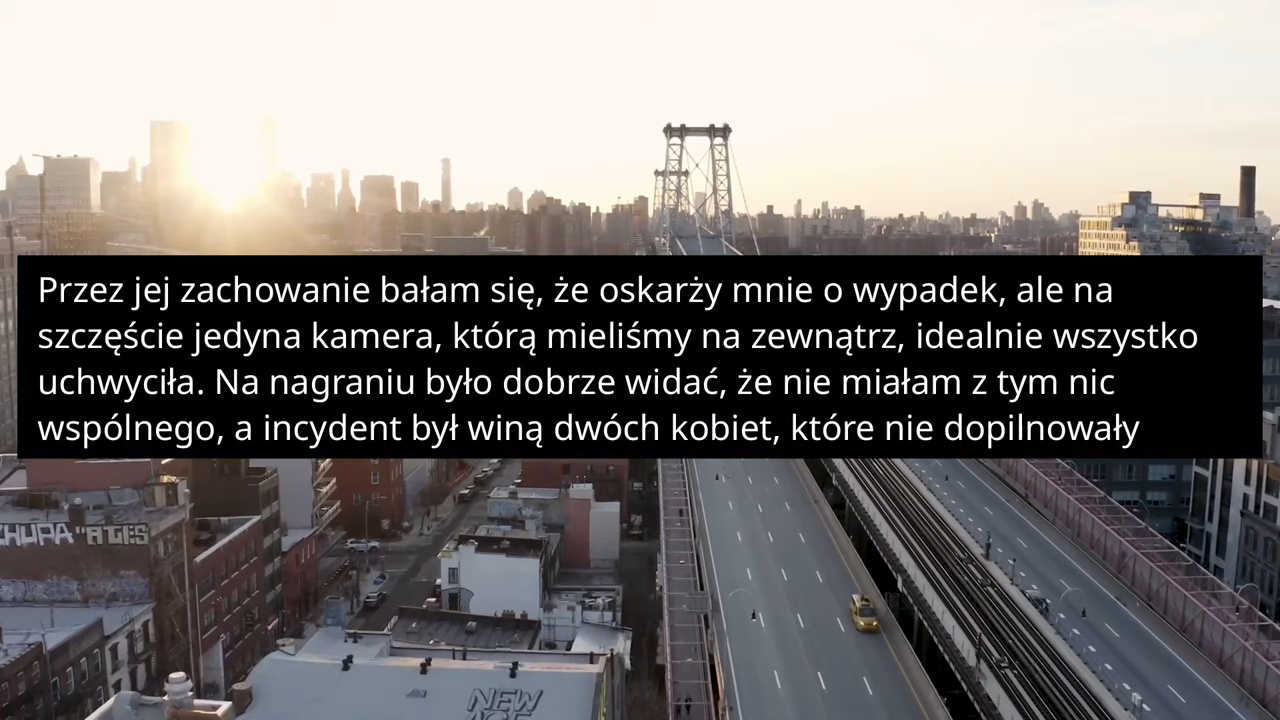 Przez jej zachowanie bałam się, że oskarży mnie o wypadek, ale na
szczęście jedyna kamera, którą mieliśmy na zewnątrz, idealnie wszystko
uchwyciła. Na nagraniu było dobrze widać, że nie miałam z tym nic
wspólnego, a incydent był winą dwóch kobiet, które nie dopilnowały
CHUPA
NEW